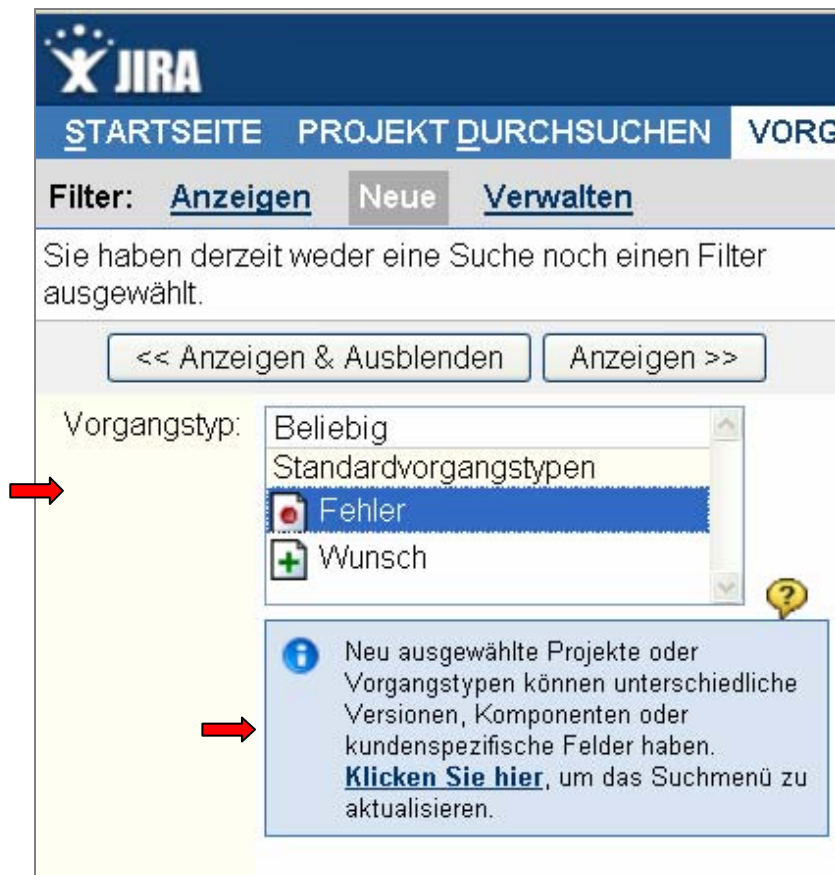 JIRA
STARTSEITE PROJEKT DURCHSUCHEN VORG
Filter: Anzeigen Neue Verwalten
Sie haben derzeit weder eine Suche noch einen Filter
ausgewählt.
<< Anzeigen & Ausblenden Anzeigen >>
Vorgangstyp: Beliebig
Standardvorgangstypen
Fehler
Wunsch
?
i Neu ausgewählte Projekte oder
Vorgangstypen können unterschiedliche
Versionen, Komponenten oder
kundenspezifische Felder haben.
Klicken Sie hier, um das Suchmenü zu
aktualisieren.